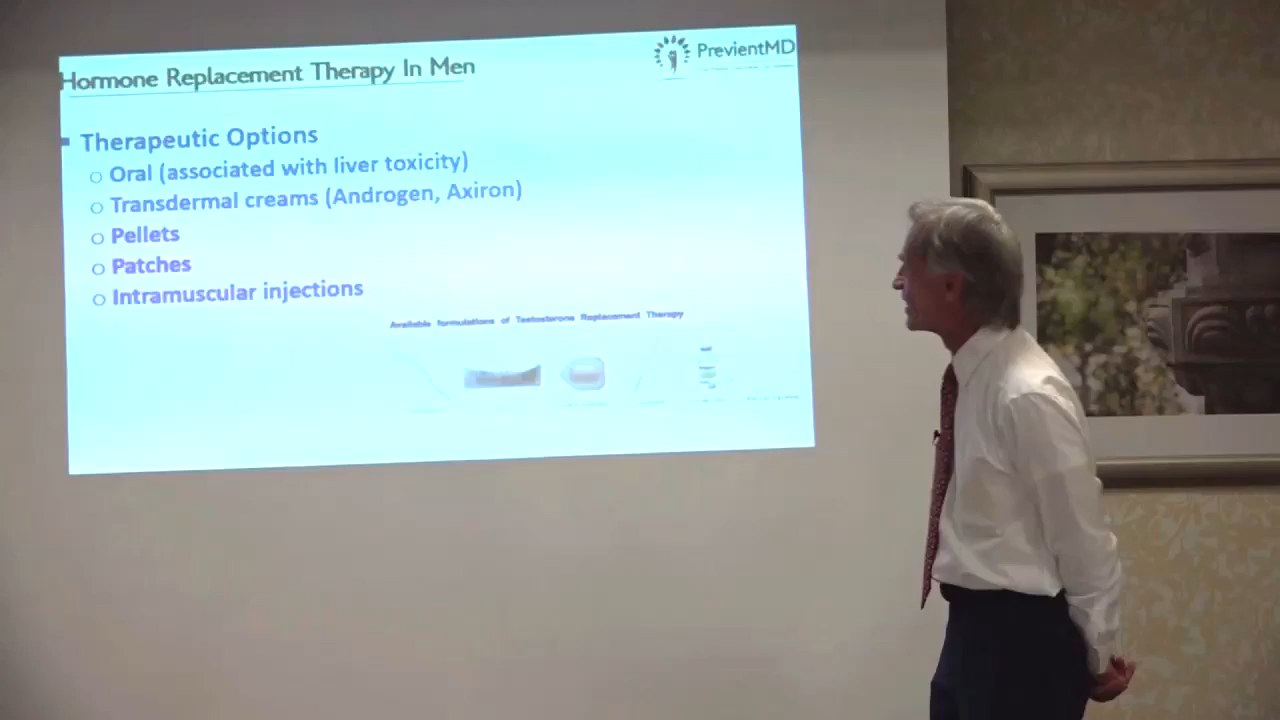 Hormone Replacement Therapy In Men
PrevientMD
Therapeutic Options
Oral (associated with liver toxicity)
Transdermal creams (Androgen, Axiron)
Pellets
Patches
Intramuscular injections
Available formulations of Testosterone Replacement Therapy